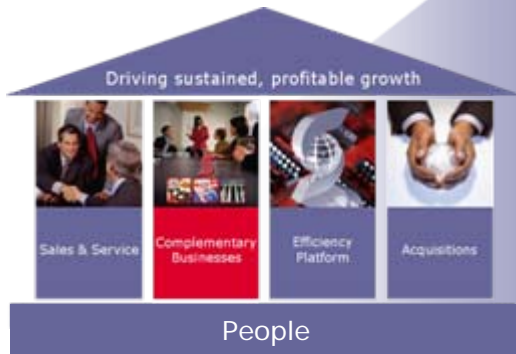 Driving sustained, profitable growth
Sales & Service
Complementary
Businesses
Efficiency
Platform
Acquisitions
People